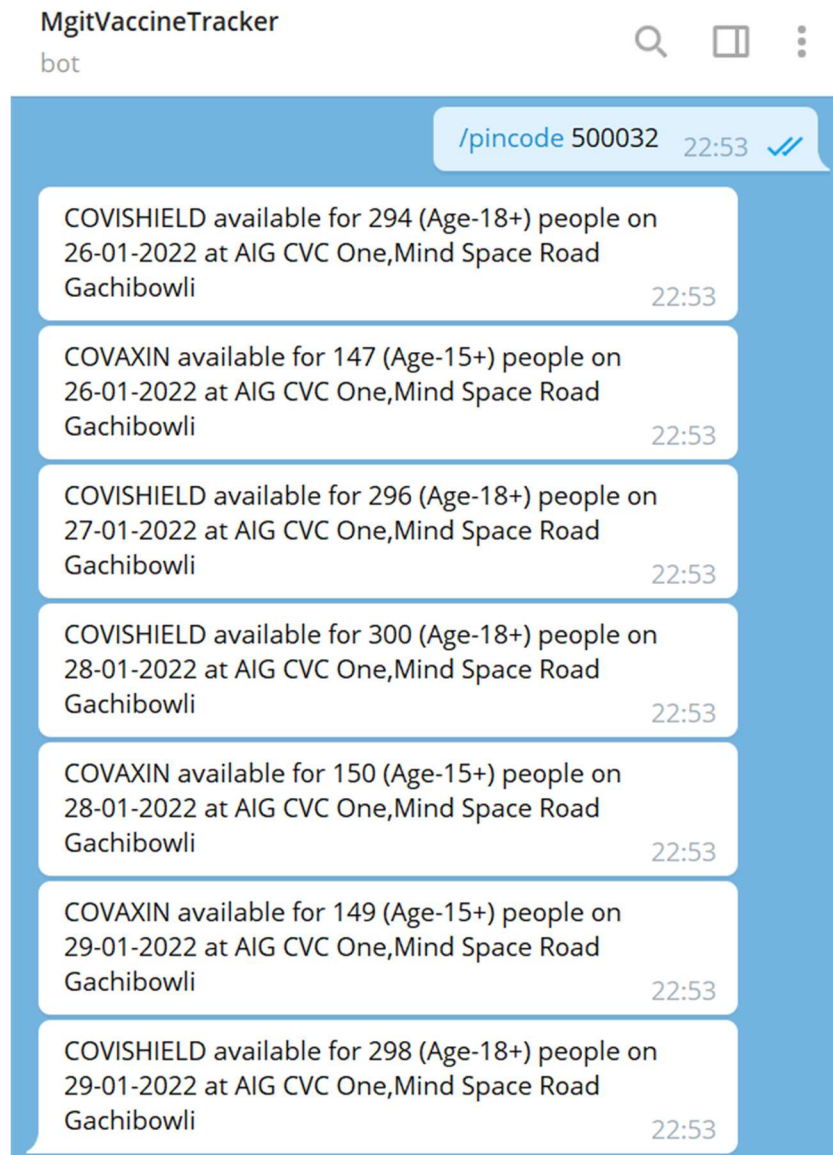 MgitVaccineTracker
bot
/pincode 500032 22:53
COVISHIELD available for 294 (Age-18+) people on
26-01-2022 at AIG CVC One,Mind Space Road
Gachibowli
22:53
COVAXIN available for 147 (Age-15+) people on
26-01-2022 at AIG CVC One,Mind Space Road
Gachibowli
22:53
COVISHIELD available for 296 (Age-18+) people on
27-01-2022 at AIG CVC One,Mind Space Road
Gachibowli
22:53
COVISHIELD available for 300 (Age-18+) people on
28-01-2022 at AIG CVC One,Mind Space Road
Gachibowli
22:53
COVAXIN available for 150 (Age-15+) people on
28-01-2022 at AIG CVC One,Mind Space Road
Gachibowli
22:53
COVAXIN available for 149 (Age-15+) people on
29-01-2022 at AIG CVC One,Mind Space Road
Gachibowli
22:53
COVISHIELD available for 298 (Age-18+) people on
29-01-2022 at AIG CVC One,Mind Space Road
Gachibowli
22:53